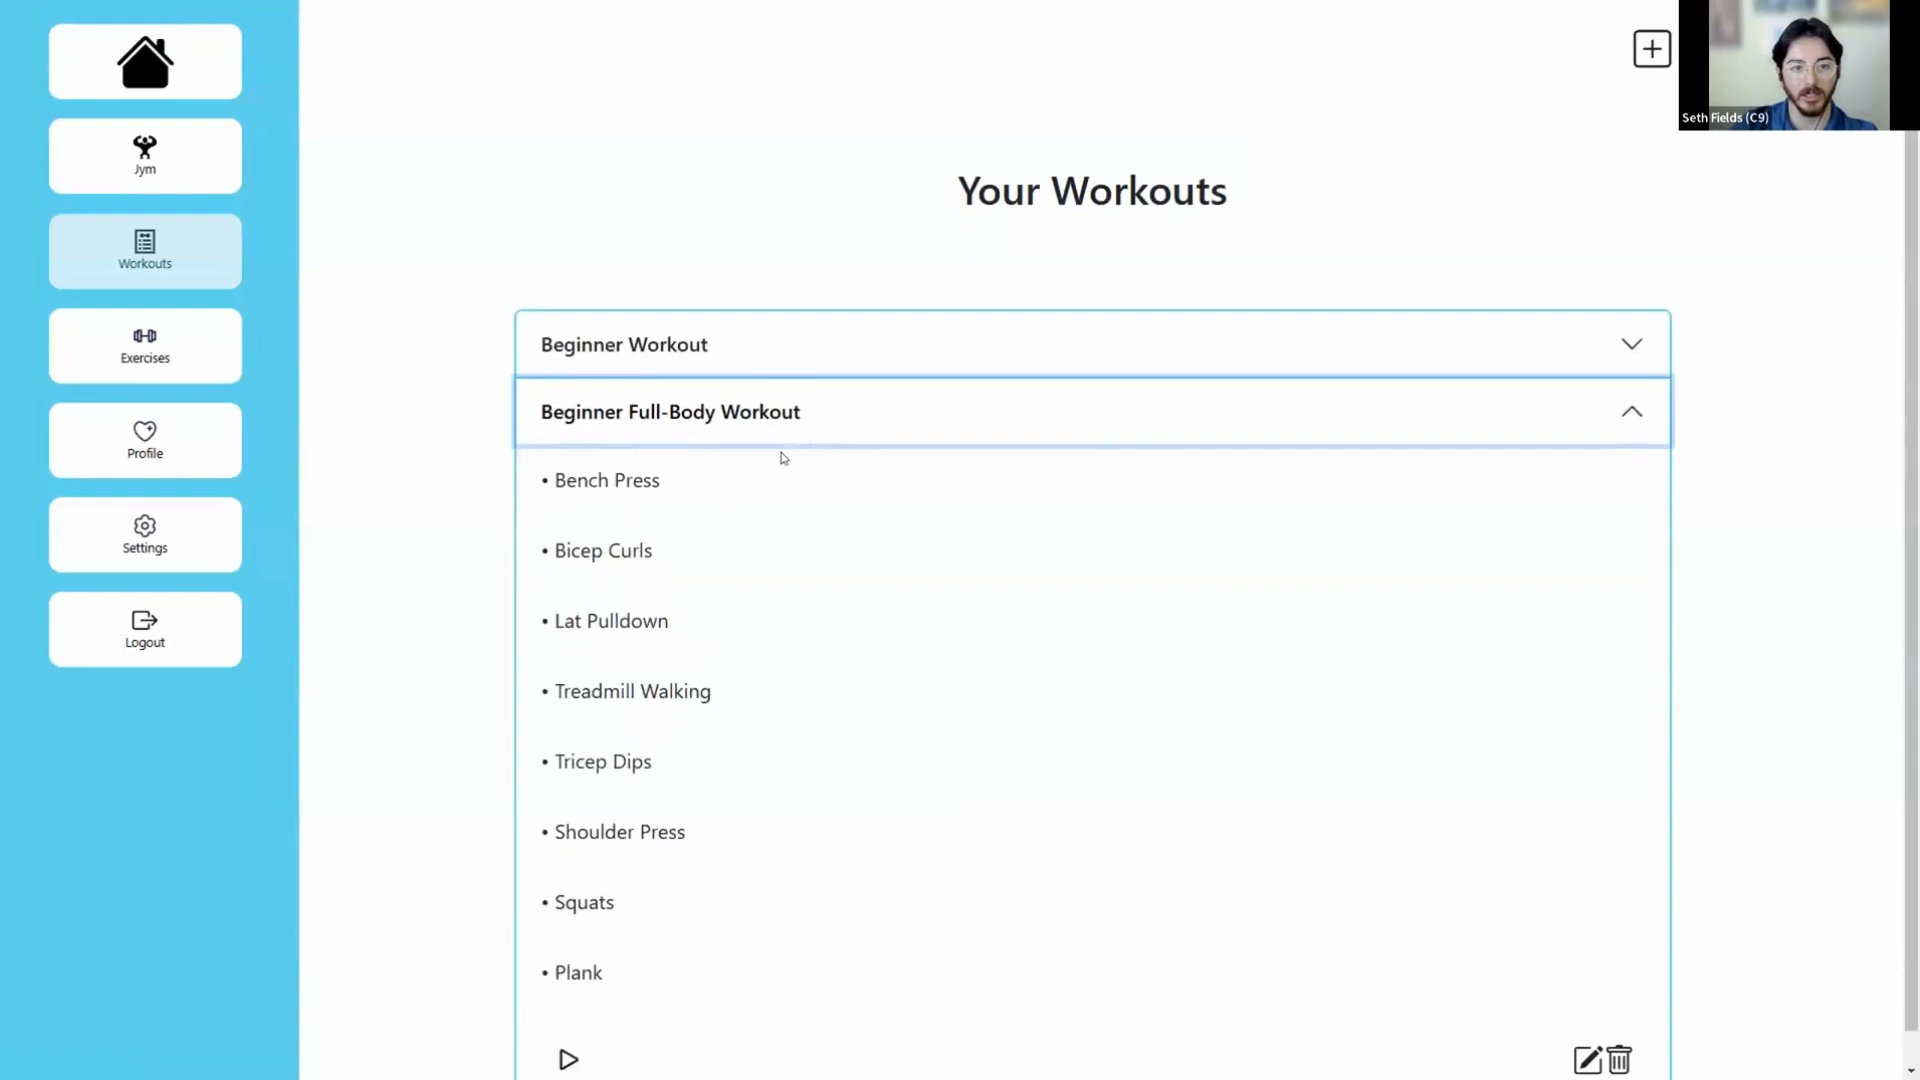 Jym
Workouts
Exercises
Profile
Settings
Logout
Seth Fields (C9)
Your Workouts
Beginner Workout
Beginner Full-Body Workout
• Bench Press
• Bicep Curls
• Lat Pulldown
• Treadmill Walking
• Tricep Dips
• Shoulder Press
• Squats
• Plank